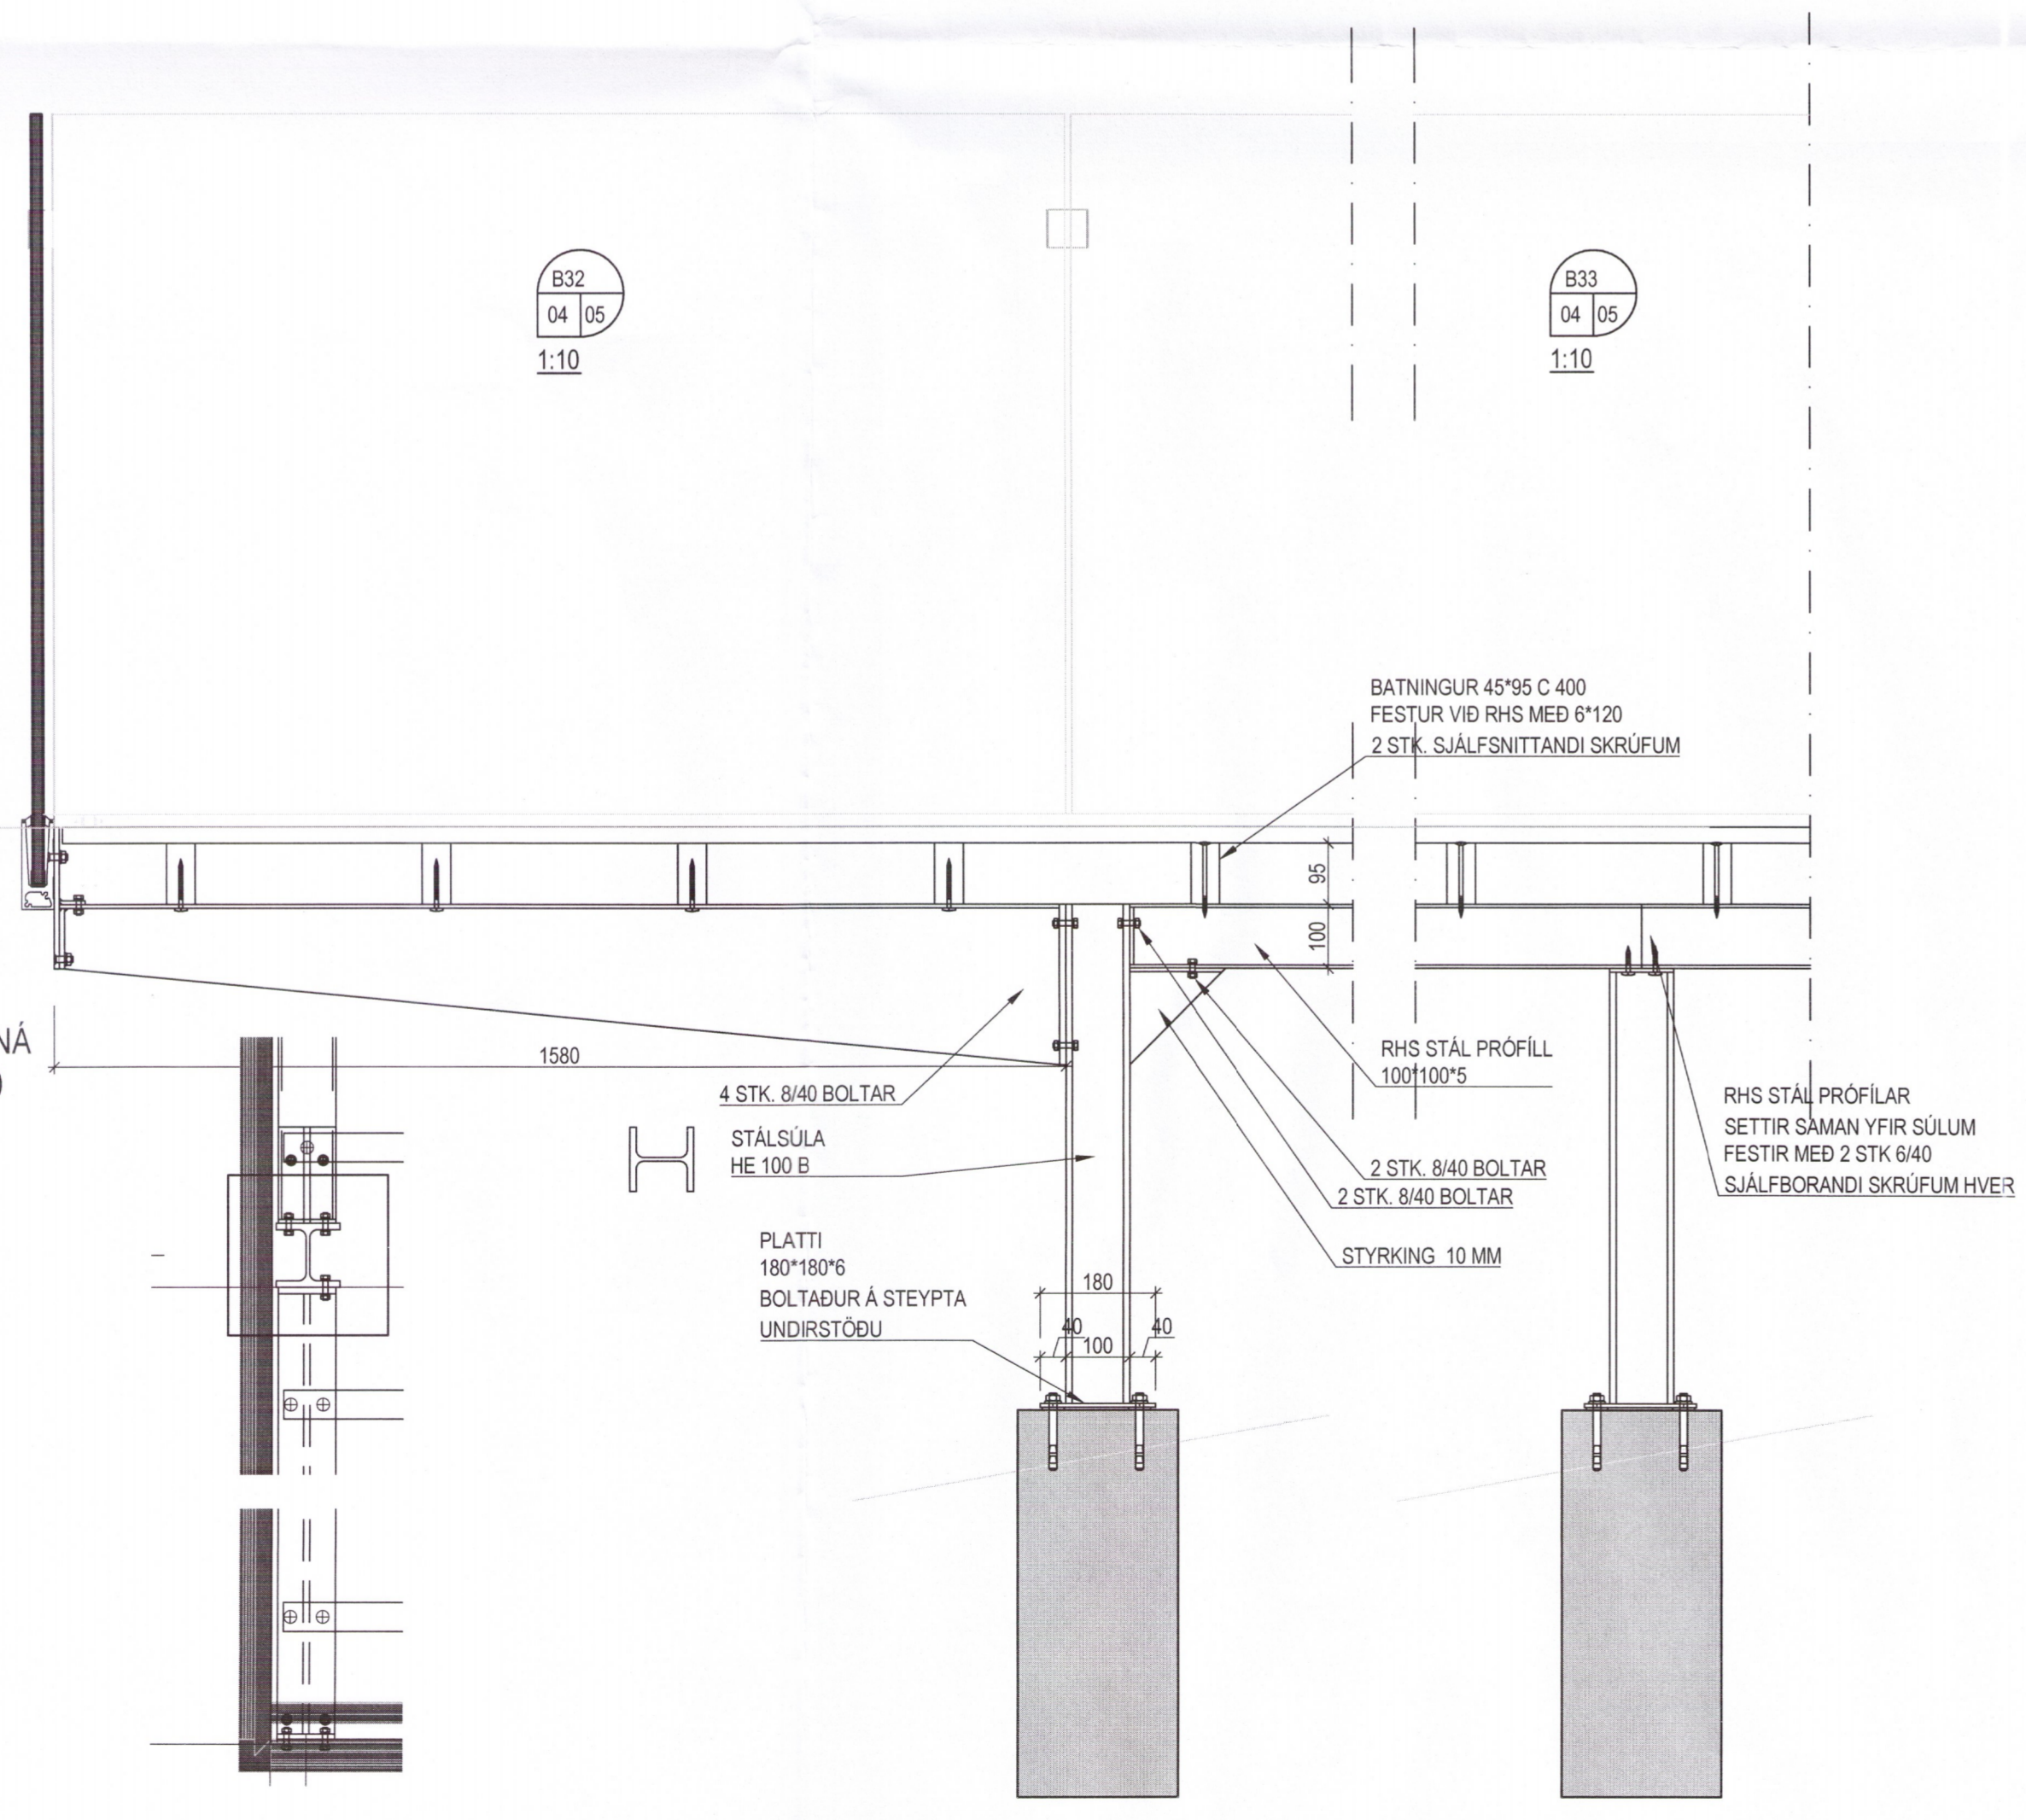 B32
04 05
1:10
B33
04 05
1:10
BATNINGUR 45*95 C 400
FESTUR VIÐ RHS MEÐ 6*120
2 STK. SJÁLFSNITTANDI SKRÚFUM
95
100
NÁ
)
1580
4 STK. 8/40 BOLTAR
STÁLSÚLA
HE 100 B
RHS STÁL PRÓFÍLL
100*100*5
RHS STÁL PRÓFÍLAR
SETTIR SAMAN YFIR SÚLUM
FESTIR MEÐ 2 STK 6/40
SJÁLFBORANDI SKRÚFUM HVER
2 STK. 8/40 BOLTAR
2 STK. 8/40 BOLTAR
STYRKING 10 MM
PLATTI
180*180*6
BOLTAÐUR Á STEYPTA
UNDIRSTÖÐU
180
40 40
100